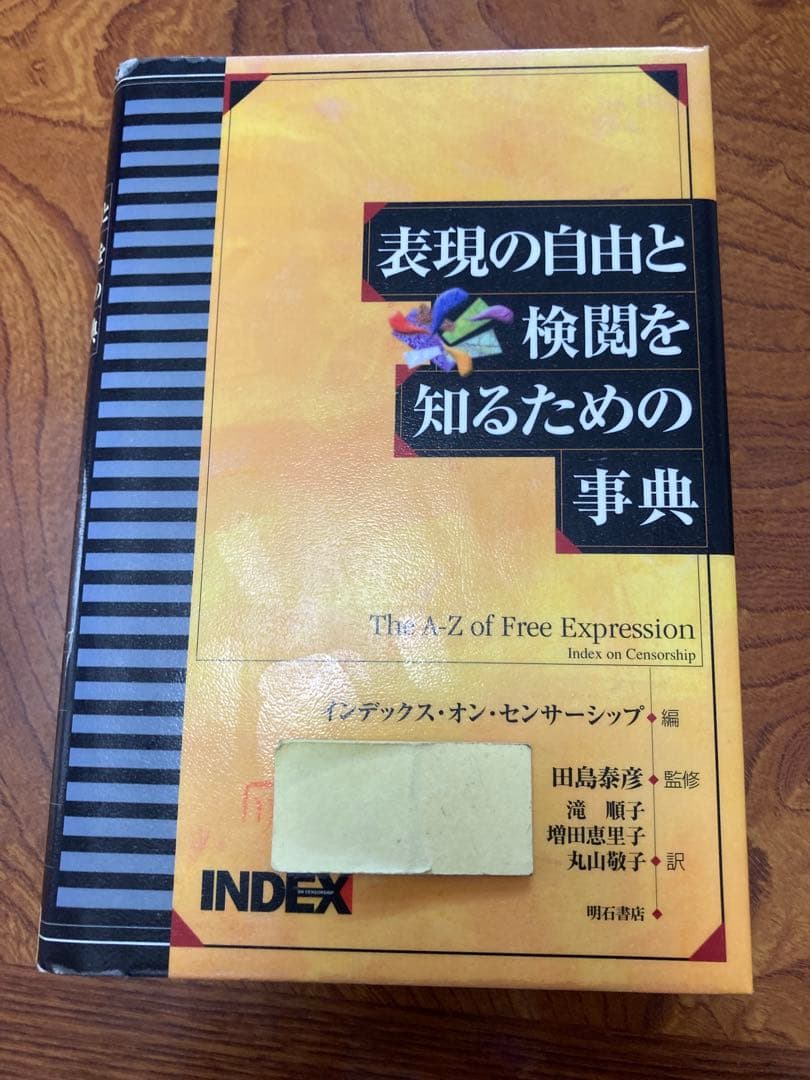 表現の自由と
検閲を
知るための
事典
The A-Z of Free Expression
Index on Censorship
インデックス・オン・センサーシップ◆編
田島泰彦◆監修
滝 順子
増田恵里子
丸山敬子◆訳
INDEX
ON CENSORSHIP
明石書店◆